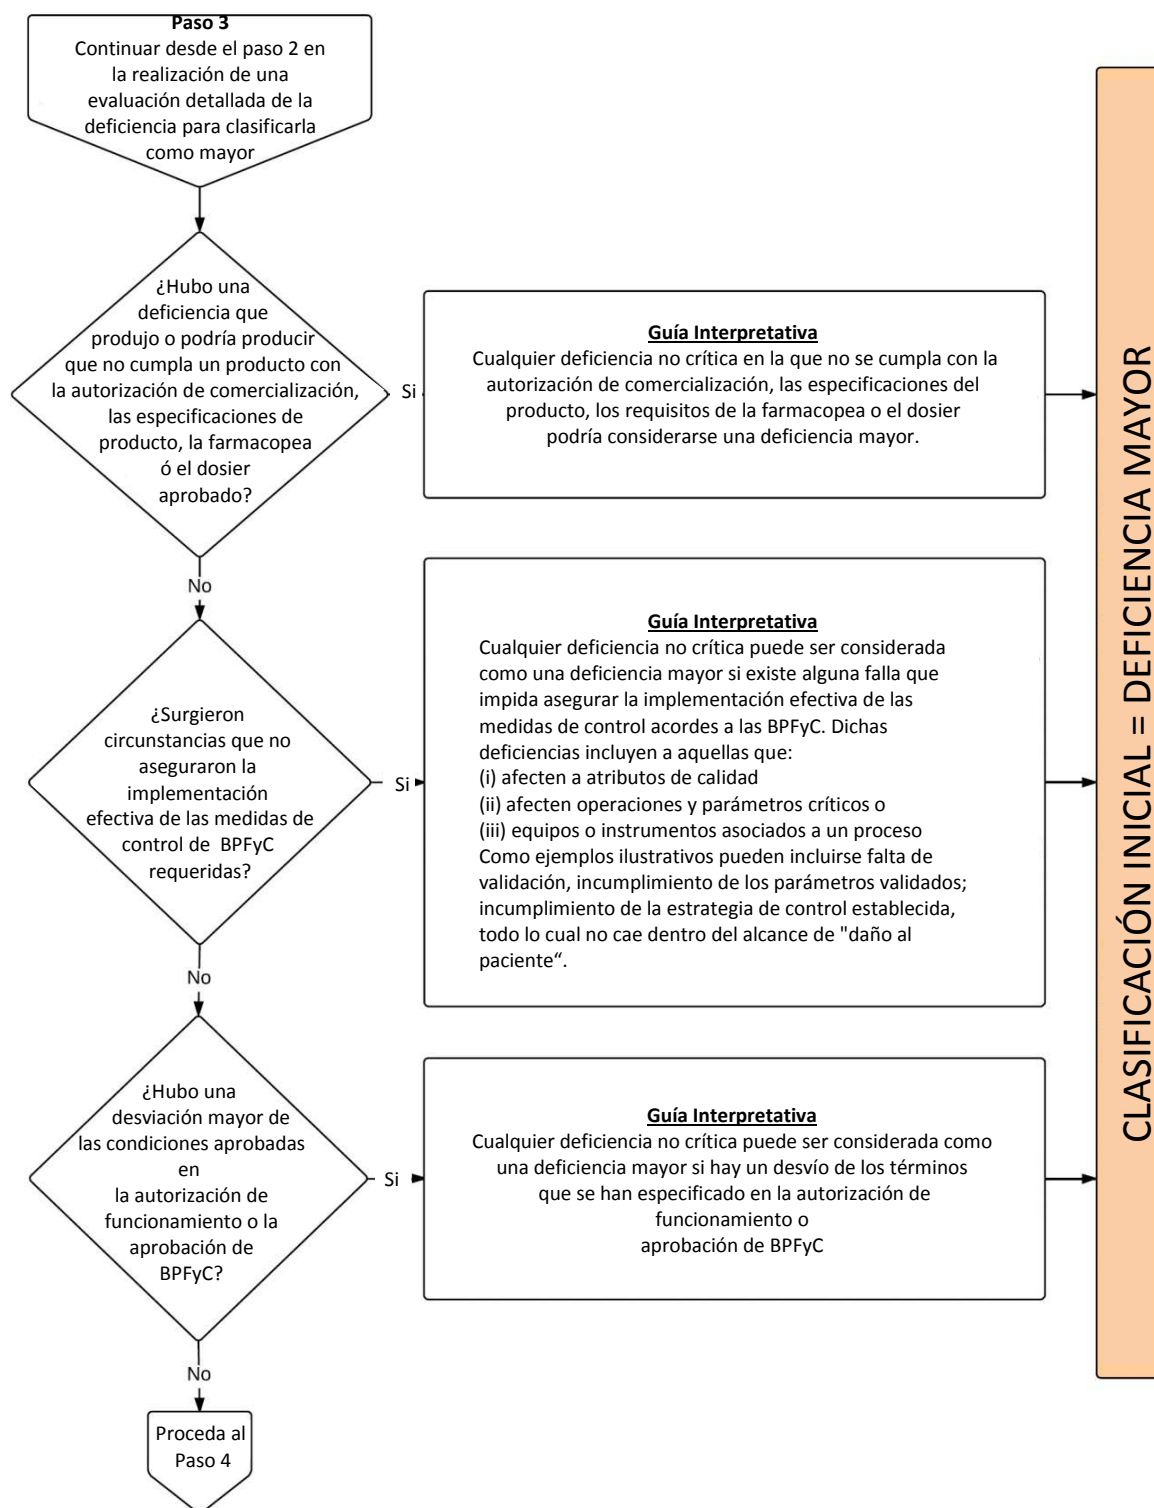 Paso 3
Continuar desde el paso 2 en
la realización de una
evaluación detallada de la
deficiencia para clasificarla
como mayor
¿Hubo una
deficiencia que
produjo o podría producir
que no cumpla un producto con
la autorización de comercialización,
las especificaciones de
producto, la farmacopea
ó el dosier
aprobado?
Si
Guía Interpretativa
Cualquier deficiencia no crítica en la que no se cumpla con la
autorización de comercialización, las especificaciones del
producto, los requisitos de la farmacopea o el dosier
podría considerarse una deficiencia mayor.
No
¿Surgieron
circunstancias que no
aseguraron la
implementación
efectiva de las medidas de
control de BPFyC
requeridas?
Si
Guía Interpretativa
Cualquier deficiencia no crítica puede ser considerada
como una deficiencia mayor si existe alguna falla que
impida asegurar la implementación efectiva de las
medidas de control acordes a las BPFyC. Dichas
deficiencias incluyen a aquellas que:
(i) afecten a atributos de calidad
(ii) afecten operaciones y parámetros críticos o
(iii) equipos o instrumentos asociados a un proceso
Como ejemplos ilustrativos pueden incluirse falta de
validación, incumplimiento de los parámetros validados;
incumplimiento de la estrategia de control establecida,
todo lo cual no cae dentro del alcance de "daño al
paciente“.
No
¿Hubo una
desviación mayor de
las condiciones aprobadas
en
la autorización de
funcionamiento o la
aprobación de
BPFyC?
Si
Guía Interpretativa
Cualquier deficiencia no crítica puede ser considerada como
una deficiencia mayor si hay un desvío de los términos
que se han especificado en la autorización de
funcionamiento o
aprobación de BPFyC
No
Proceda al
Paso 4
CLASIFICACIÓN INICIAL = DEFICIENCIA MAYOR